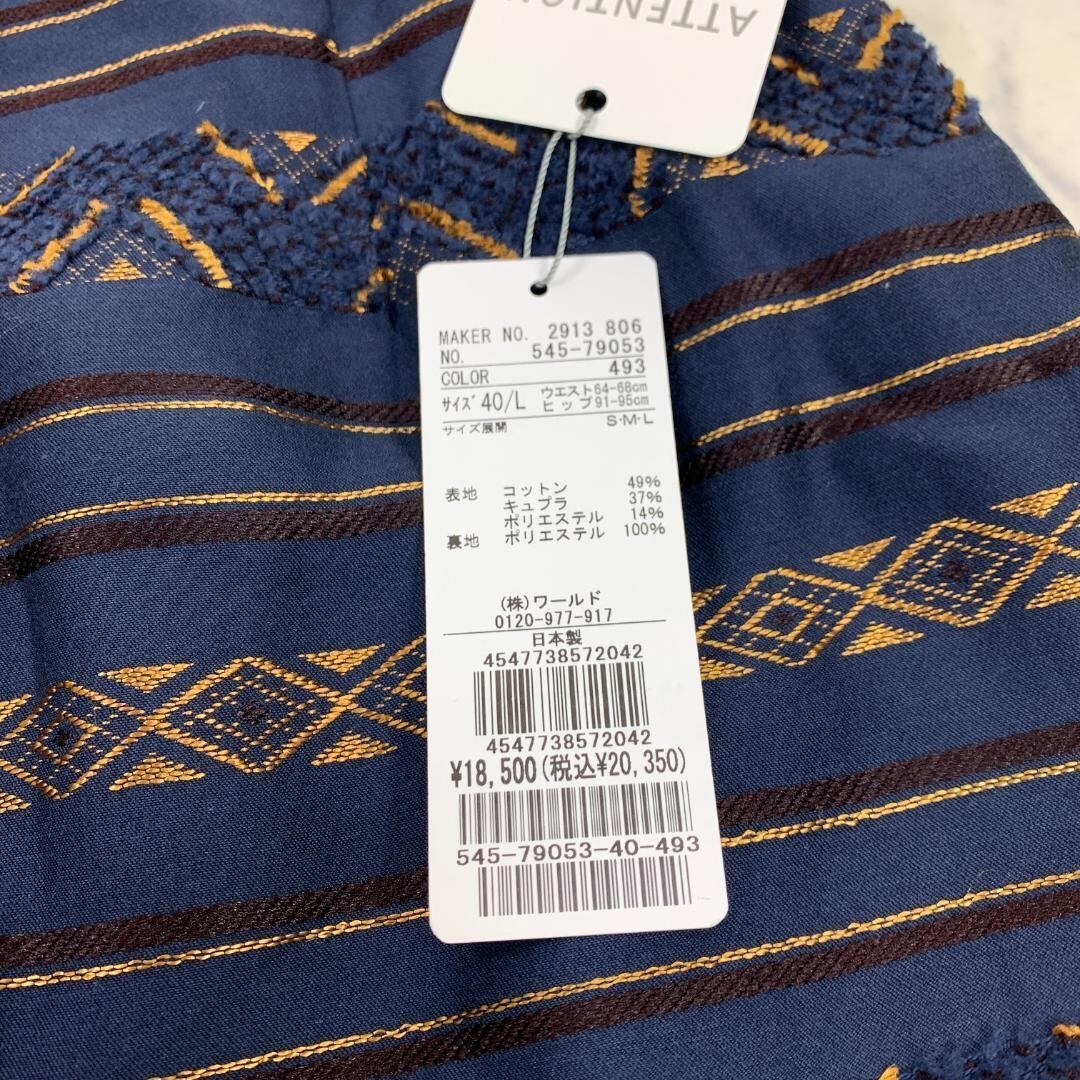 ATTENTION
MAKER NO. 2913 806
NO. 545-79053
COLOR 493
サイズ 40/L ウエスト64-68cm
ヒップ91-95cm
サイズ展開 S・M・L
表地 コットン 49%
キュプラ 37%
ポリエステル 14%
裏地 ポリエステル 100%
(株)ワールド
0120-977-917
日本製
4547738572042
4547738572042
¥18,500(税込¥20,350)
545-79053-40-493